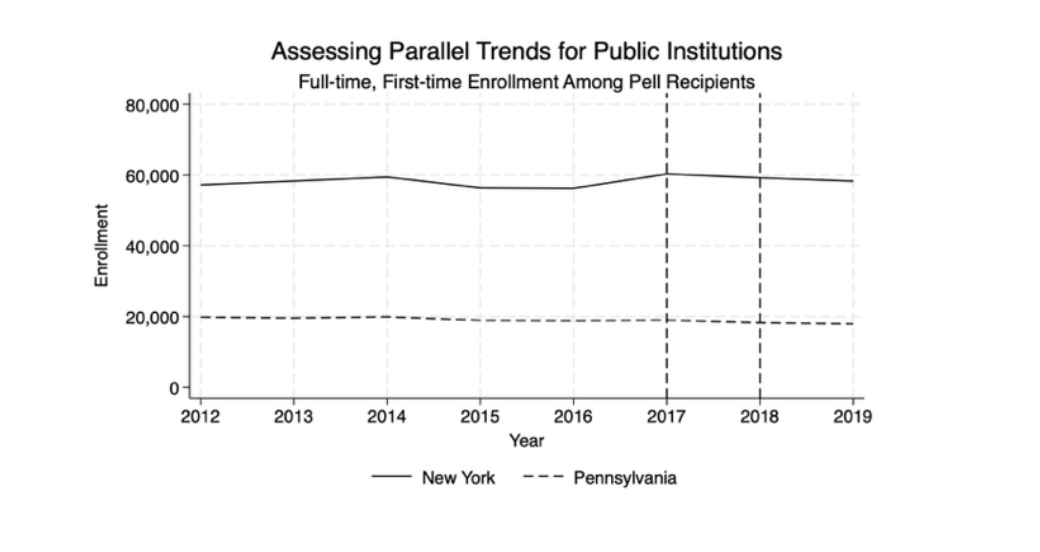 Assessing Parallel Trends for Public Institutions
Full-time, First-time Enrollment Among Pell Recipients
80,000
60,000
40,000
20,000
0
Enrollment
2012 2013 2014 2015 2016 2017 2018 2019
Year
New York Pennsylvania